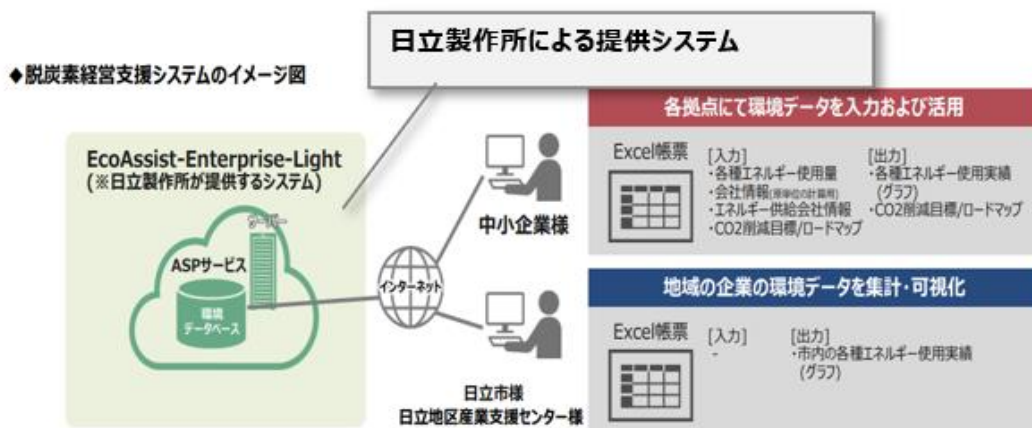 日立製作所による提供システム
◆脱炭素経営支援システムのイメージ図
EcoAssist-Enterprise-Light
(※日立製作所が提供するシステム)
サーバー
ASPサービス
環境
データベース
インターネット
中小企業様
日立市様
日立地区産業支援センター様
各拠点にて環境データを入力および活用
Excel帳票
[入力]
・各種エネルギー使用量
・会社情報(原単位の計算用)
・エネルギー供給会社情報
・CO2削減目標/ロードマップ
[出力]
・各種エネルギー使用実績
(グラフ)
・CO2削減目標/ロードマップ
地域の企業の環境データを集計・可視化
Excel帳票
[入力]
-
[出力]
・市内の各種エネルギー使用実績
(グラフ)